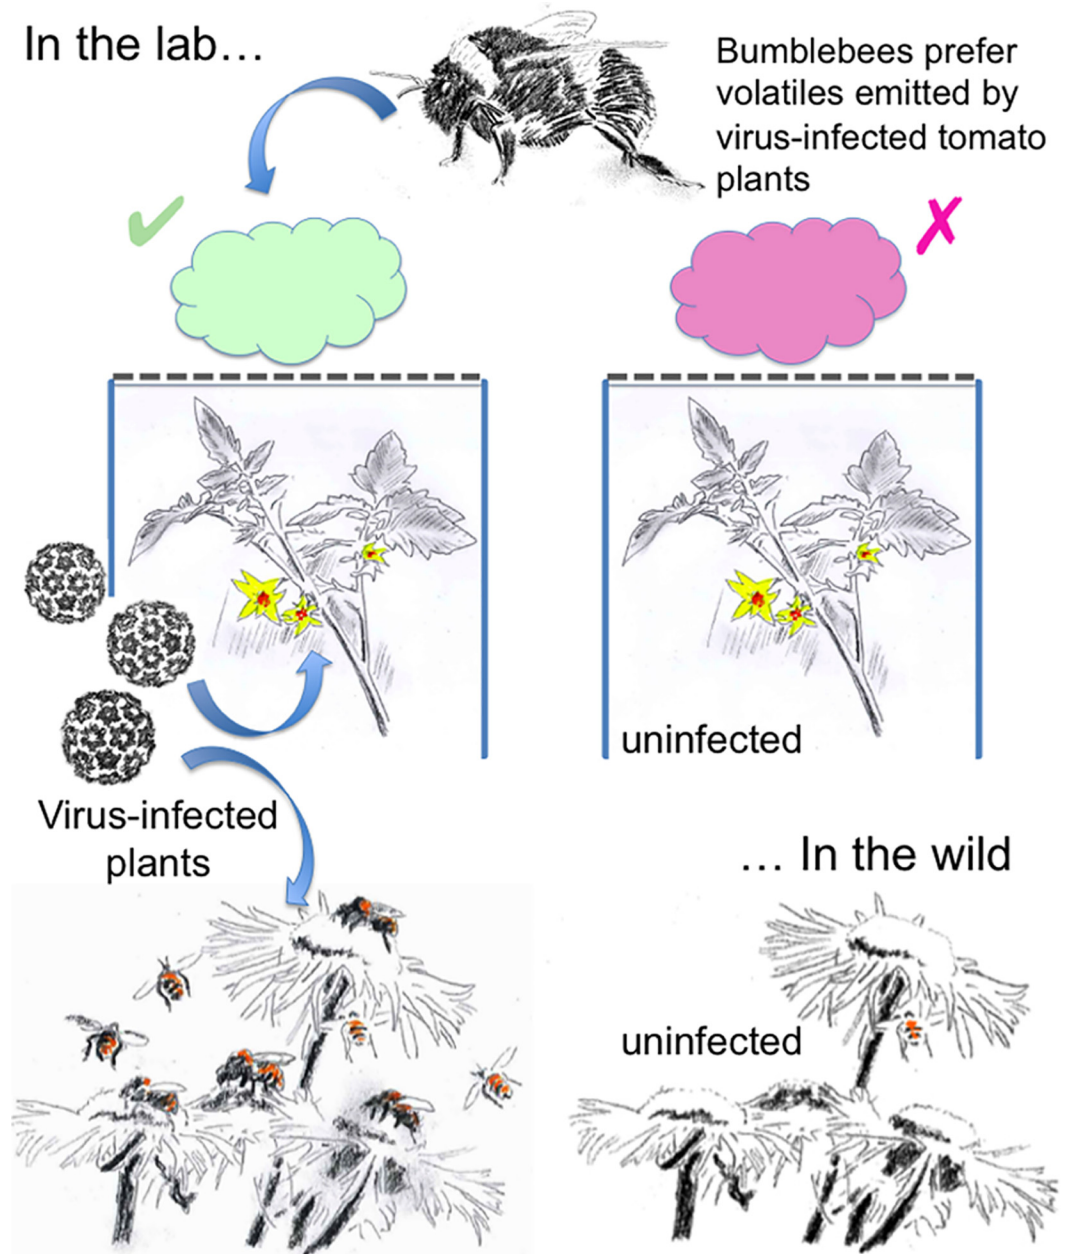 In the lab…
Bumblebees prefer
volatiles emitted by
virus-infected tomato
plants
uninfected
Virus-infected
plants
… In the wild
uninfected